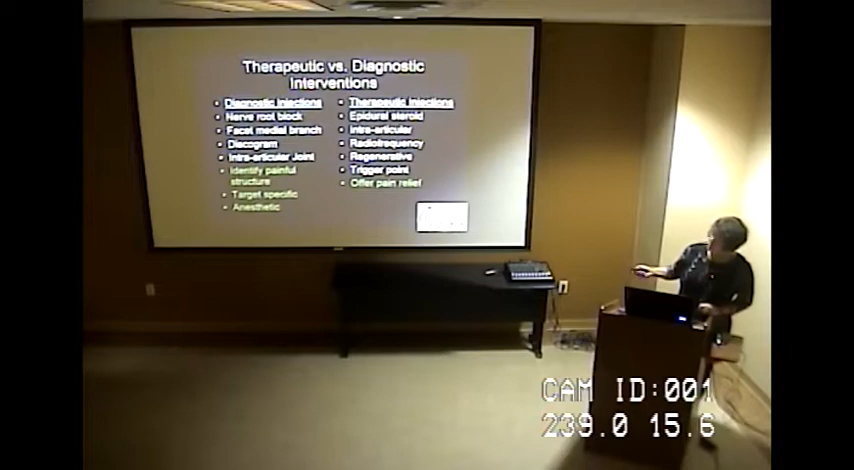 Therapeutic vs. Diagnostic
Interventions
• Diagnostic Injections
• Nerve root block
• Facet medial branch
• Discogram
• Intra-articular Joint
• Identify painful
structure
• Target specific
• Anesthetic
• Therapeutic Injections
• Epidural steroid
• Intra-articular
• Radiofrequency
• Regenerative
• Trigger point
• Offer pain relief
CAM ID:001
239.0 15.6